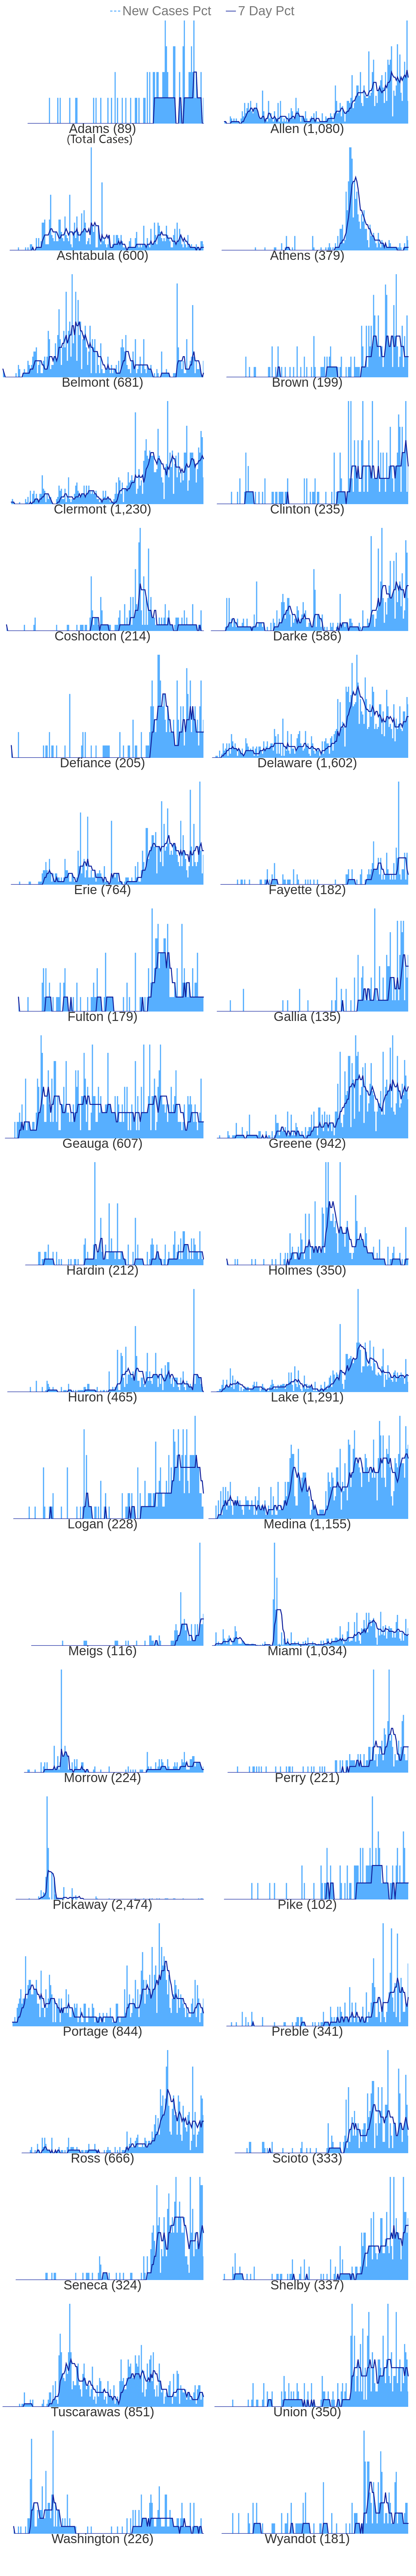 New Cases Pct 7 Day Pct
Adams (89) Allen (1,080)
(Total Cases)
Ashtabula (600) Athens (379)
Belmont (681) Brown (199)
Clermont (1,230) Clinton (235)
Coshocton (214) Darke (586)
Defiance (205) Delaware (1,602)
Erie (764) Fayette (182)
Fulton (179) Gallia (135)
Geauga (607) Greene (942)
Hardin (212) Holmes (350)
Huron (465) Lake (1,291)
Logan (228) Medina (1,155)
Meigs (116) Miami (1,034)
Morrow (224) Perry (221)
Pickaway (2,474) Pike (102)
Portage (844) Preble (341)
Ross (666) Scioto (333)
Seneca (324) Shelby (337)
Tuscarawas (851) Union (350)
Washington (226) Wyandot (181)